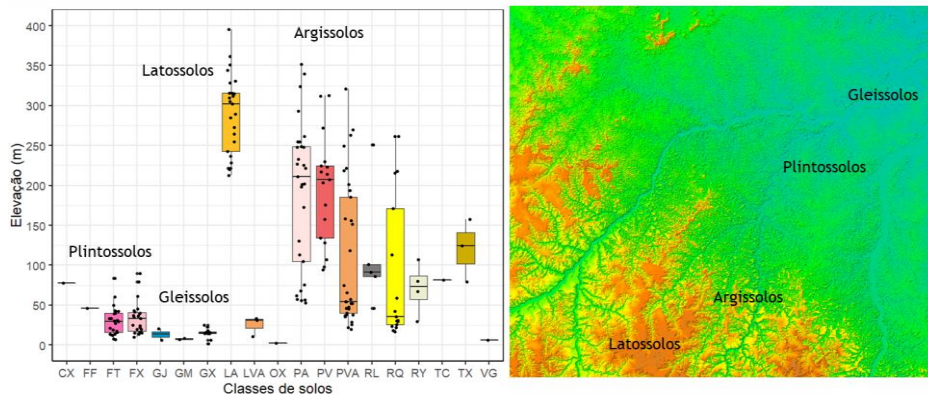 Elevação (m)
400
350
300
250
200
150
100
50
0
Argissolos
Latossolos
Plintossolos
Gleissolos
CX FF FT FX GJ GM GX LA LVA OX PA PV PVA RL RQ RY TC TX VG
Classes de solos
Gleissolos
Plintossolos
Argissolos
Latossolos